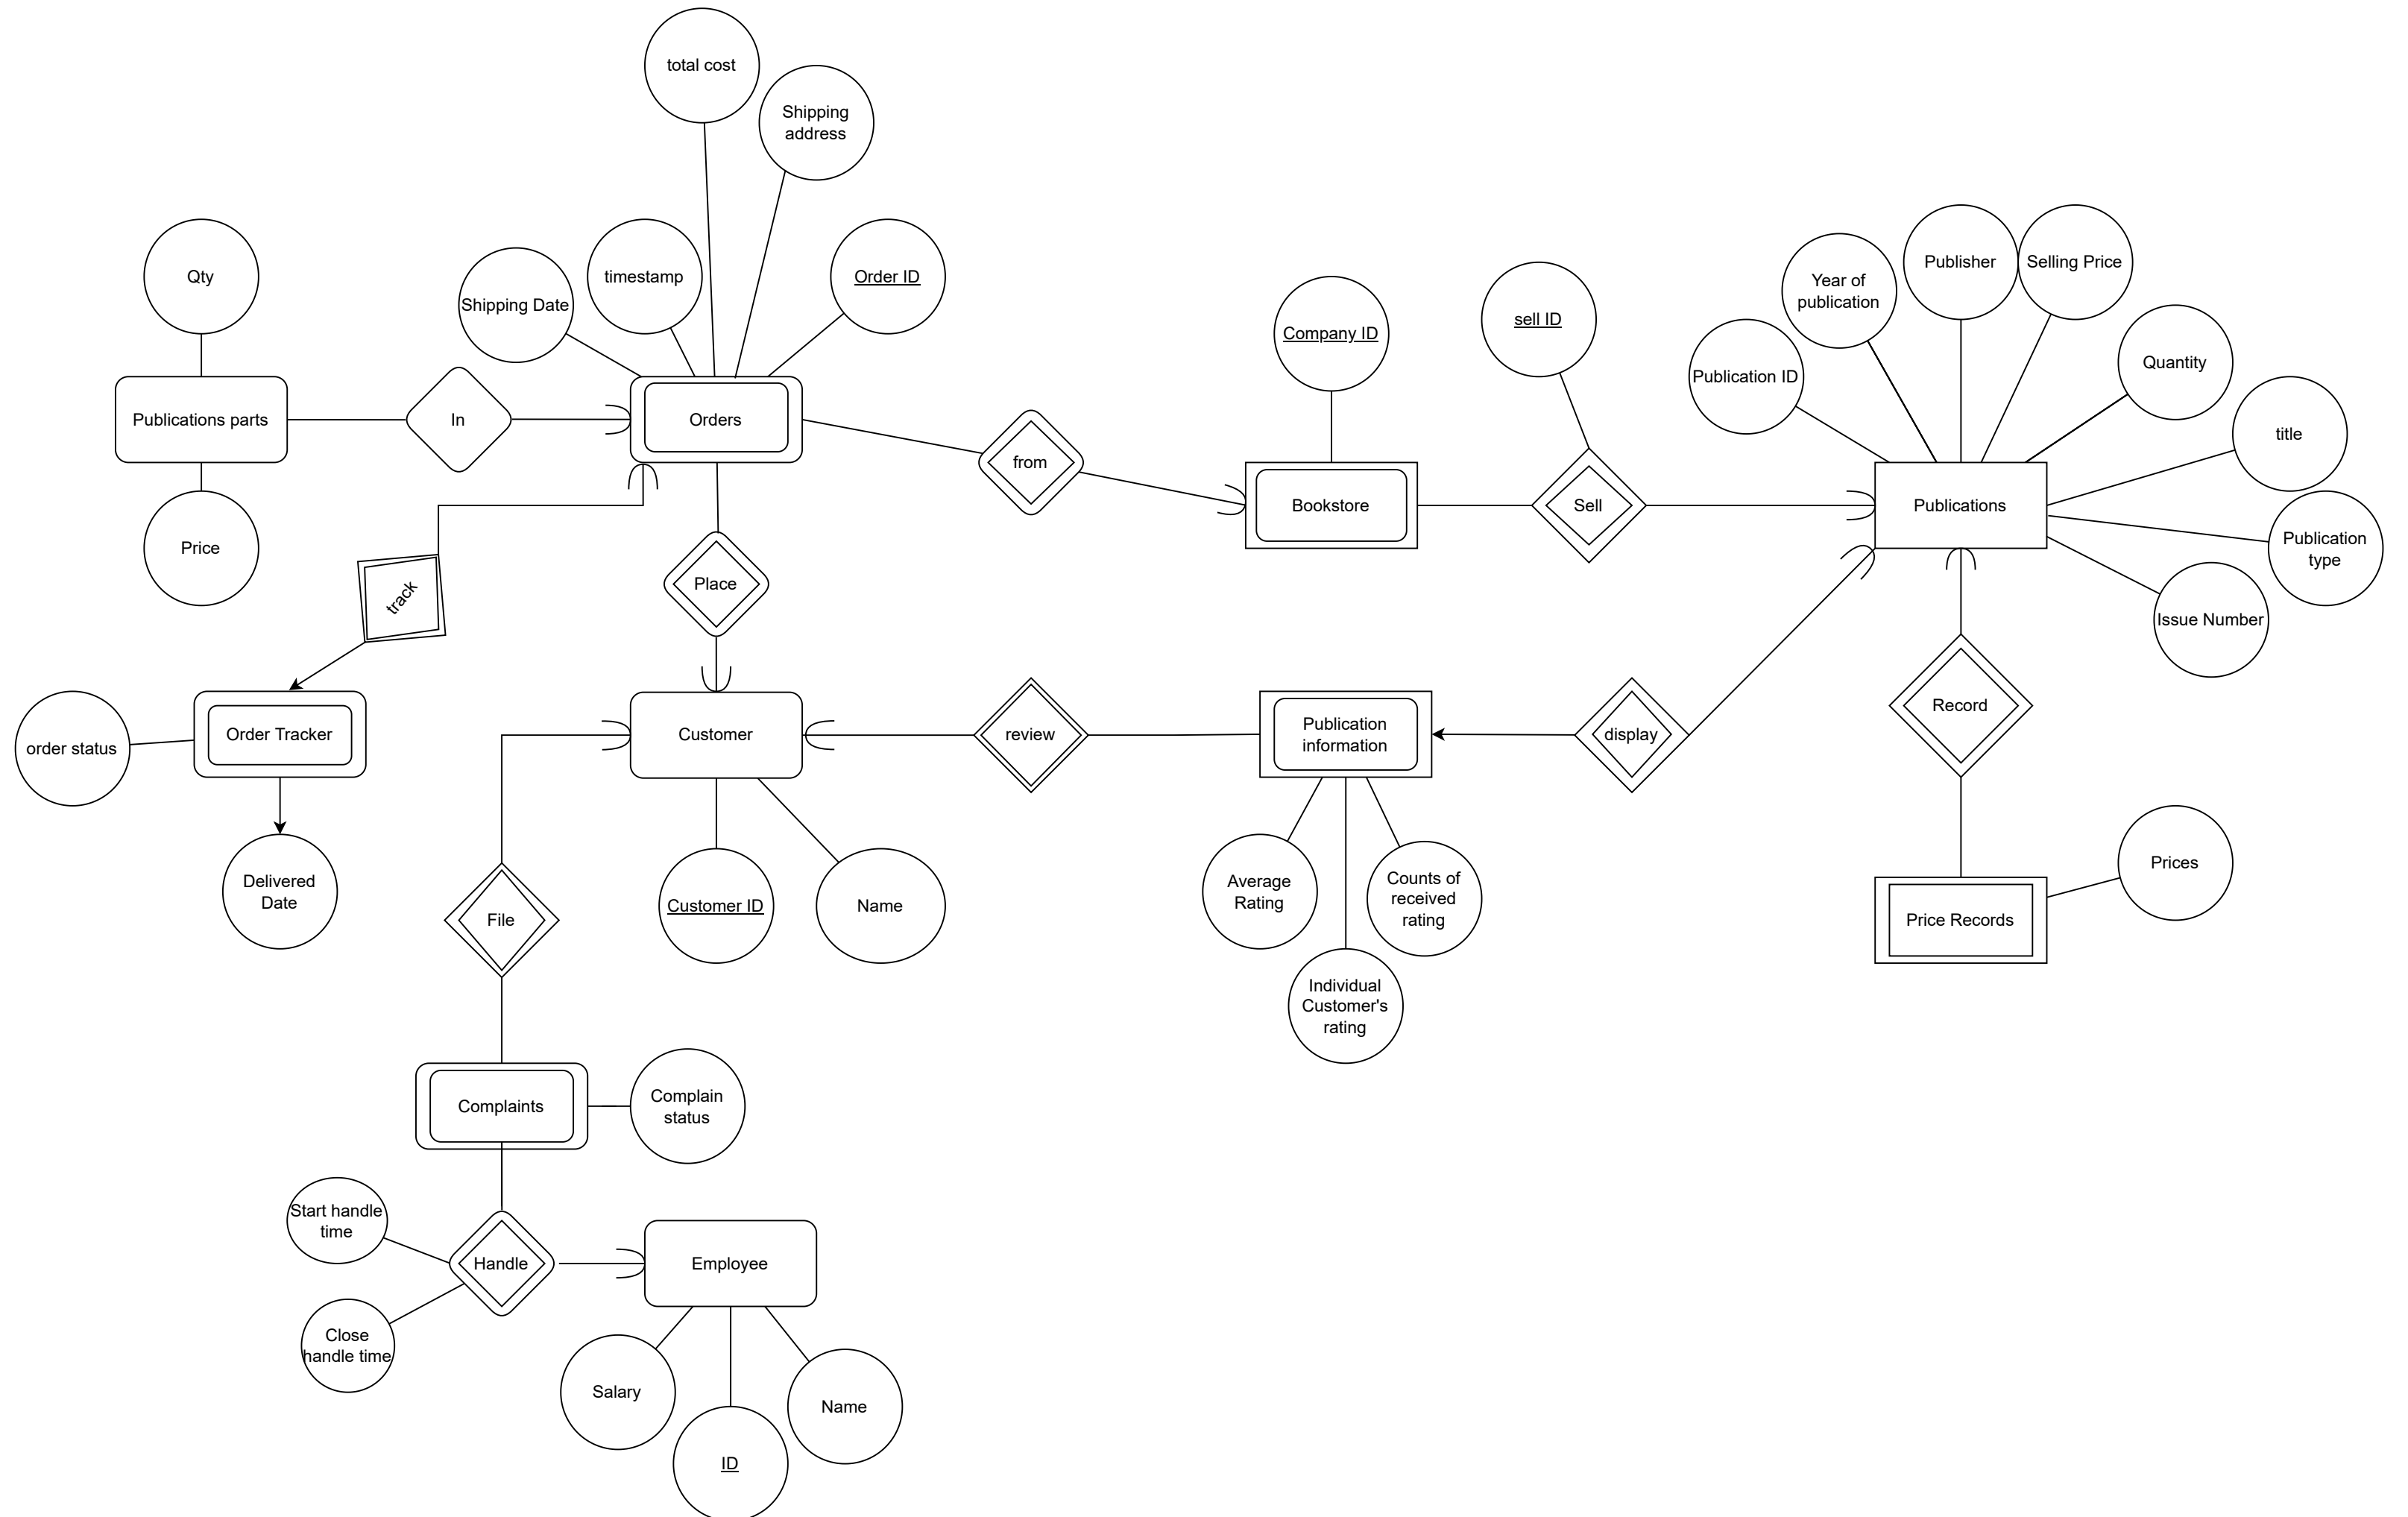 total cost
Shipping
address
Qty
Shipping Date
timestamp
Order ID
Publications parts
In
Orders
Price
from
Company ID
sell ID
Bookstore
Sell
Publication ID
Year of
publication
Publisher
Selling Price
Quantity
title
Publications
Publication
type
Issue Number
track
Place
order status
Order Tracker
Customer
review
Publication
information
display
Record
Delivered
Date
Customer ID
Name
Average
Rating
Counts of
received
rating
Individual
Customer's
rating
Prices
Price Records
File
Complaints
Complain
status
Start handle
time
Handle
Employee
Close
handle time
Salary
ID
Name